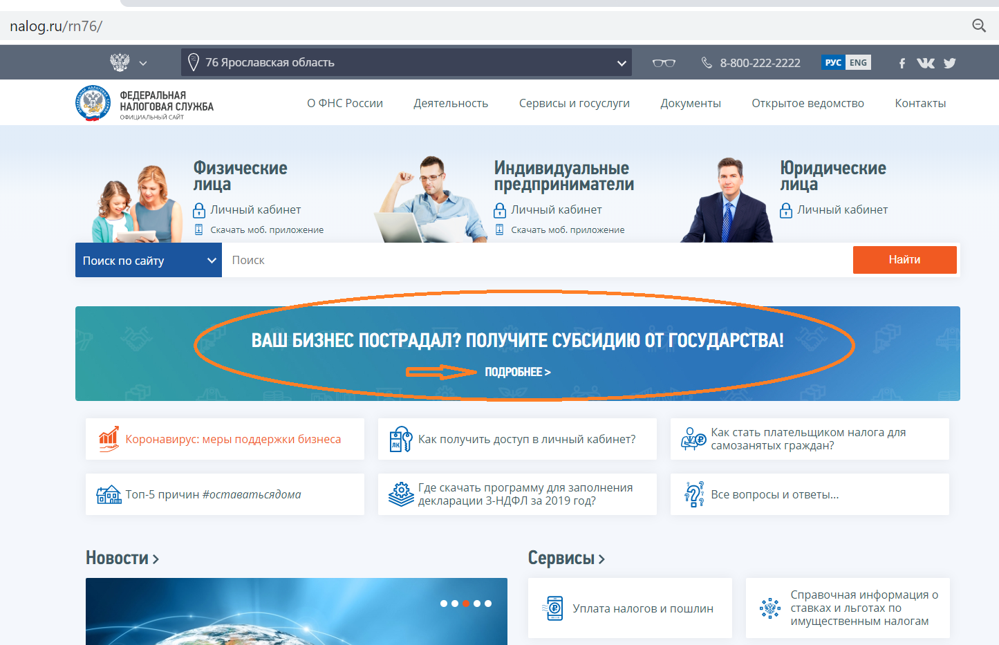 nalog.ru/rn76/
76 Ярославская область
8-800-222-2222
РУС ENG
ФЕДЕРАЛЬНАЯ
НАЛОГОВАЯ СЛУЖБА
ОФИЦИАЛЬНЫЙ САЙТ
О ФНС России Деятельность Сервисы и госуслуги Документы Открытое ведомство Контакты
Физические
лица
Личный кабинет
Скачать моб. приложение
Индивидуальные
предприниматели
Личный кабинет
Скачать моб. приложение
Юридические
лица
Личный кабинет
Поиск по сайту
Поиск
Найти
ВАШ БИЗНЕС ПОСТРАДАЛ? ПОЛУЧИТЕ СУБСИДИЮ ОТ ГОСУДАРСТВА!
ПОДРОБНЕЕ >
Коронавирус: меры поддержки бизнеса
ЛК
Как получить доступ в личный кабинет?
Как стать плательщиком налога для
самозанятых граждан?
Топ-5 причин #оставатьсядома
Где скачать программу для заполнения
декларации 3-НДФЛ за 2019 год?
Все вопросы и ответы...
Новости >
Сервисы >
Уплата налогов и пошлин
Справочная информация о
ставках и льготах по
имущественным налогам